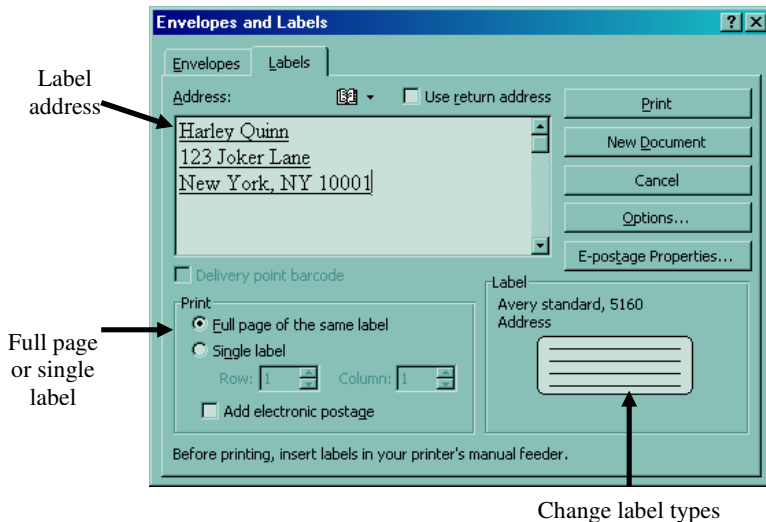 Envelopes and Labels
Envelopes
Labels
Label
address
Address:
Use return address
Harley Quinn
123 Joker Lane
New York, NY 10001
Print
New Document
Cancel
Options...
E-postage Properties...
Delivery point barcode
Full page
or single
label
Print
Full page of the same label
Single label
Row: 1 Column: 1
Add electronic postage
Label
Avery standard, 5160
Address
Before printing, insert labels in your printer's manual feeder.
Change label types